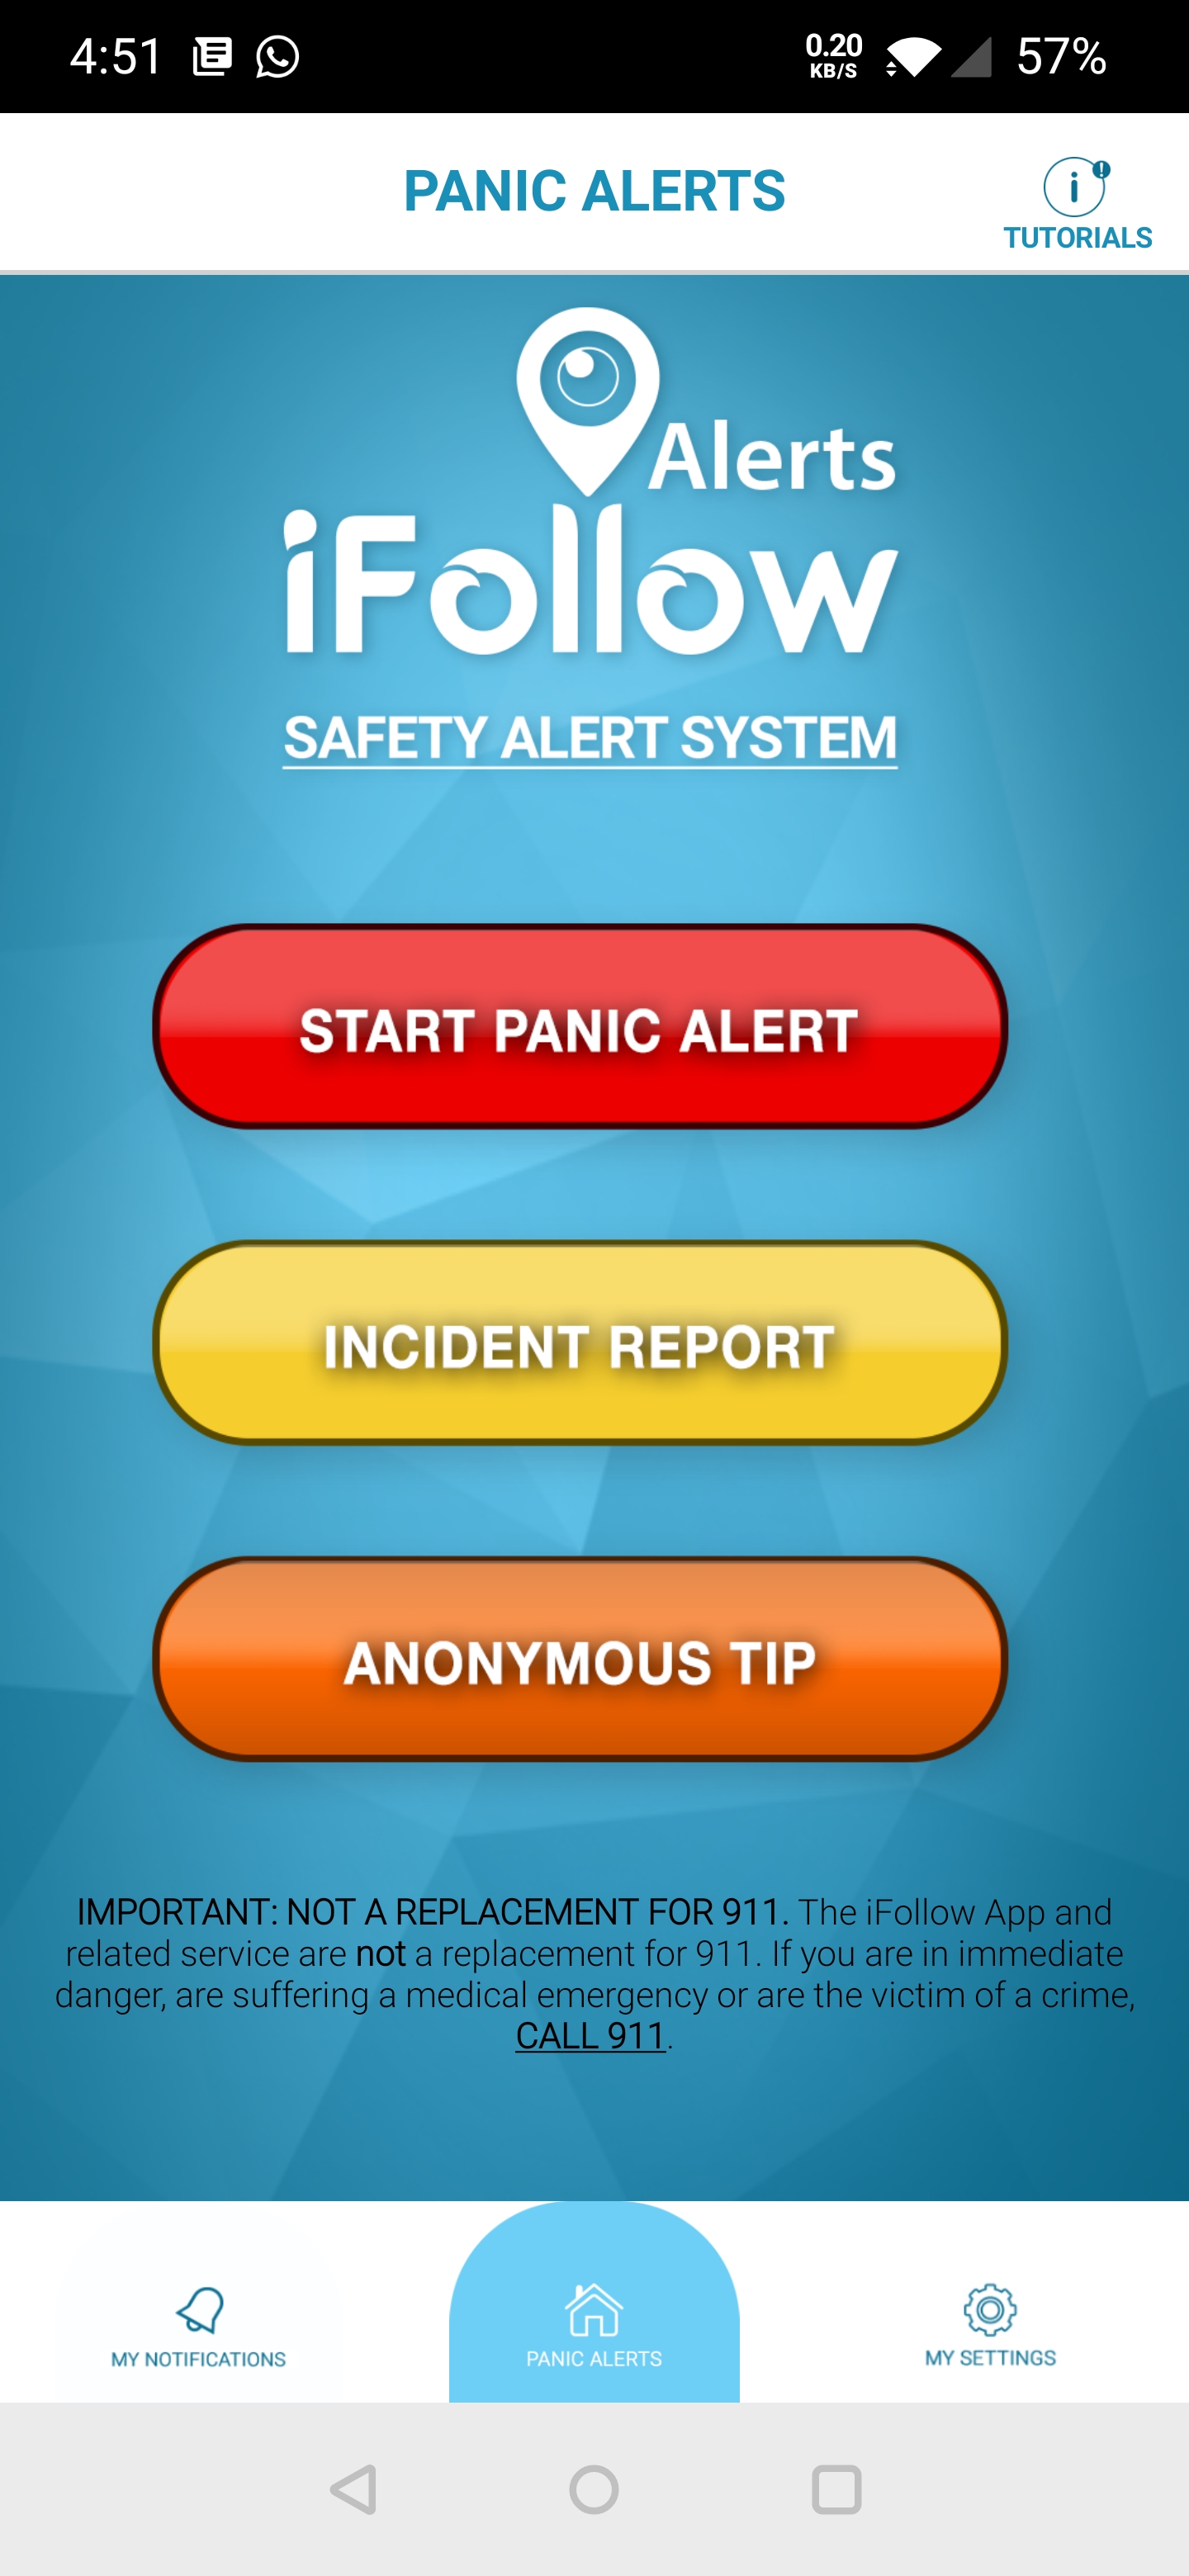 4:51
0.20
KB/S
57%
PANIC ALERTS
TUTORIALS
Alerts
iFollow
SAFETY ALERT SYSTEM
START PANIC ALERT
INCIDENT REPORT
ANONYMOUS TIP
IMPORTANT: NOT A REPLACEMENT FOR 911. The iFollow App and
related service are not a replacement for 911. If you are in immediate
danger, are suffering a medical emergency or are the victim of a crime,
CALL 911.
MY NOTIFICATIONS
PANIC ALERTS
MY SETTINGS